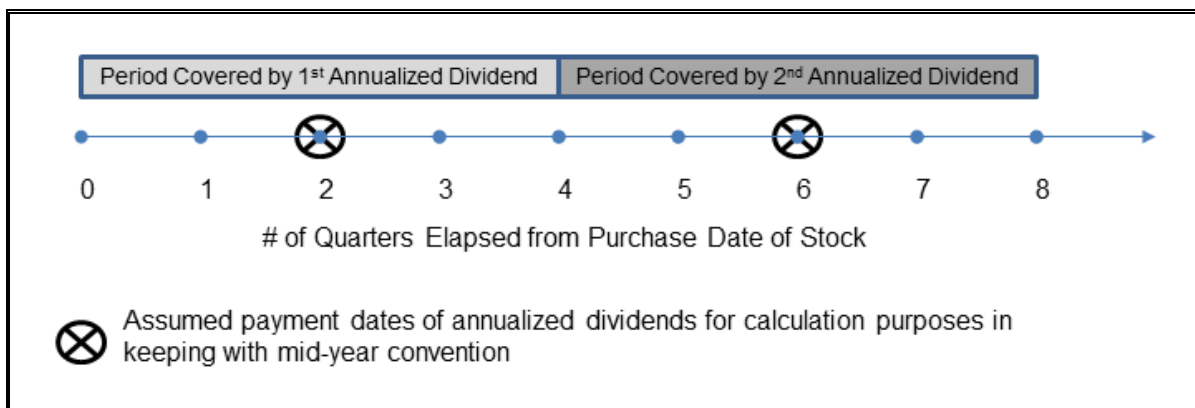 Period Covered by 1st Annualized Dividend Period Covered by 2nd Annualized Dividend
0 1 2 3 4 5 6 7 8
# of Quarters Elapsed from Purchase Date of Stock
Assumed payment dates of annualized dividends for calculation purposes in
keeping with mid-year convention